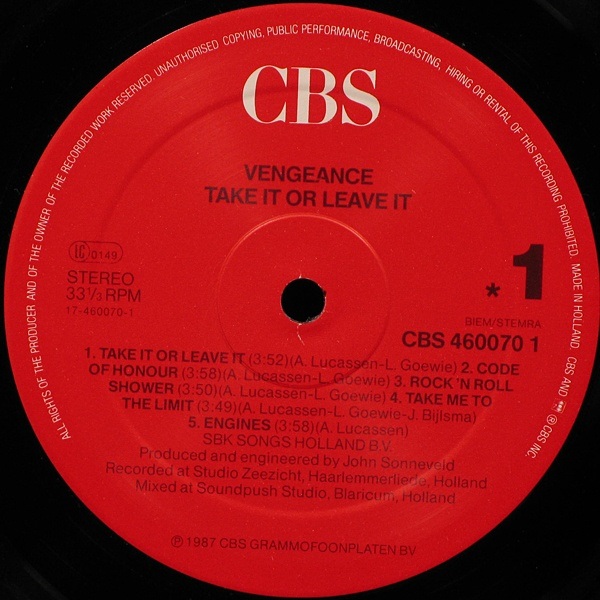 ALL RIGHTS OF THE PRODUCER AND OF THE OWNER OF THE RECORDED WORK RESERVED. UNAUTHORISED COPYING, PUBLIC PERFORMANCE, BROADCASTING, HIRING OR RENTAL OF THIS RECORDING PROHIBITED. MADE IN HOLLAND. CBS AND ARE ® CBS INC.
CBS
VENGEANCE
TAKE IT OR LEAVE IT
LC 0149
STEREO
33 1/3 RPM
17-460070-1
* 1
BIEM/STEMRA
CBS 460070 1
1. TAKE IT OR LEAVE IT (3:52)(A. Lucassen-L. Goewie) 2. CODE
OF HONOUR (3:58)(A. Lucassen-L. Goewie) 3. ROCK 'N ROLL
SHOWER (3:50)(A. Lucassen-L. Goewie) 4. TAKE ME TO
THE LIMIT (3:49)(A. Lucassen-L. Goewie-J. Bijlsma)
5. ENGINES (3:58)(A. Lucassen)
SBK SONGS HOLLAND B.V.
Produced and engineered by John Sonneveld
Recorded at Studio Zeezicht, Haarlemmerliede, Holland
Mixed at Soundpush Studio, Blaricum, Holland
℗ 1987 CBS GRAMMOFOONPLATEN BV